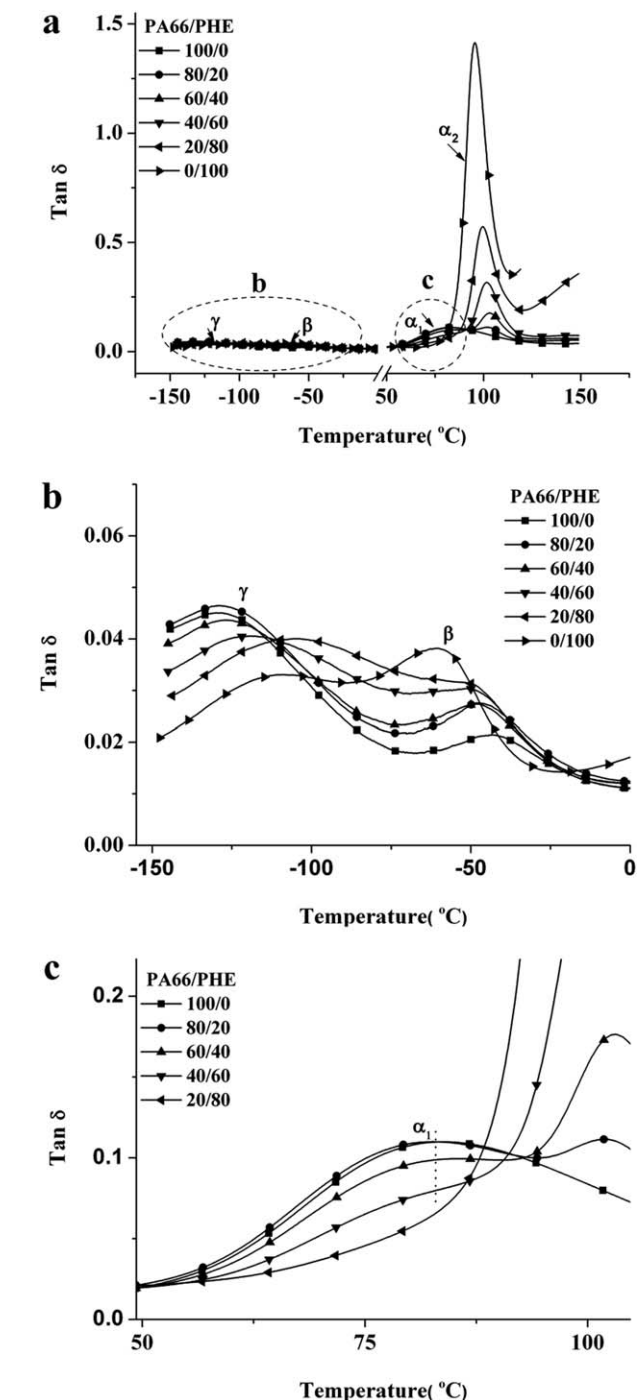 a
PA66/PHE
100/0
80/20
60/40
40/60
20/80
0/100
1.5
1.0
0.5
0.0
Tan δ
α2
b
c
γ
β
α1
-150 -100 -50 50 100 150
Temperature( °C)
b
PA66/PHE
100/0
80/20
60/40
40/60
20/80
0/100
0.06
0.04
0.02
0.00
Tan δ
γ
β
-150 -100 -50 0
Temperature( °C)
c
PA66/PHE
100/0
80/20
60/40
40/60
20/80
0.2
0.1
0.0
Tan δ
α1
50 75 100
Temperature( °C)